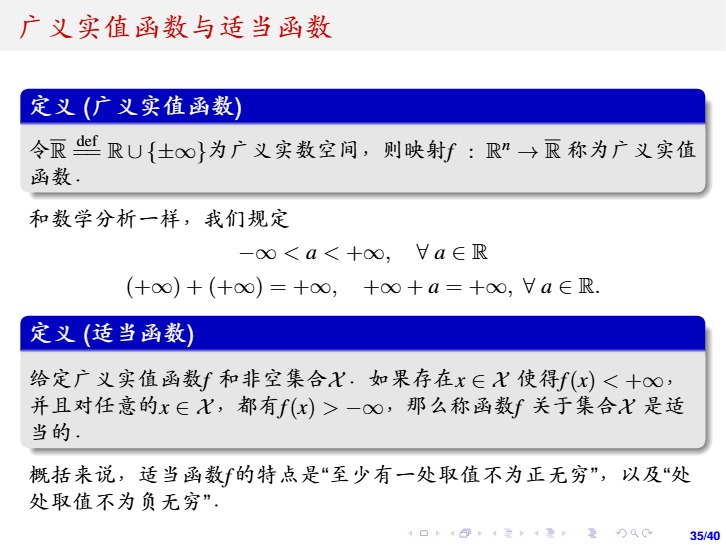 广义实值函数与适当函数
定义 (广义实值函数)
令R̅ ≝ ℝ ∪ {±∞}为广义实数空间，则映射f : ℝⁿ → R̅ 称为广义实值
函数．
和数学分析一样，我们规定
−∞ < a < +∞, ∀ a ∈ ℝ
(+∞) + (+∞) = +∞, +∞ + a = +∞, ∀ a ∈ ℝ.
定义 (适当函数)
给定广义实值函数f 和非空集合𝒳．如果存在x ∈ 𝒳 使得f(x) < +∞，
并且对任意的x ∈ 𝒳，都有f(x) > −∞，那么称函数f 关于集合𝒳 是适
当的．
概括来说，适当函数f的特点是“至少有一处取值不为正无穷”，以及“处
处取值不为负无穷”．
35/40